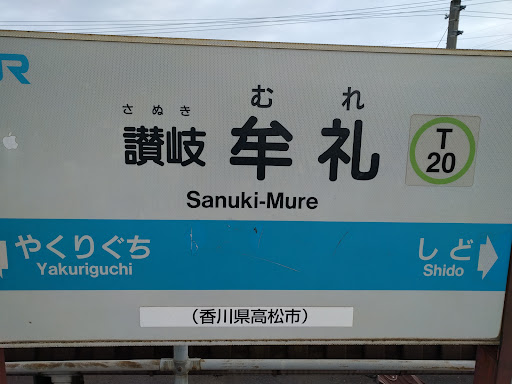 JR
さぬき むれ
讃岐 牟礼
T
20
Sanuki-Mure
やくりぐち
Yakuriguchi
しど
Shido
（香川県高松市）